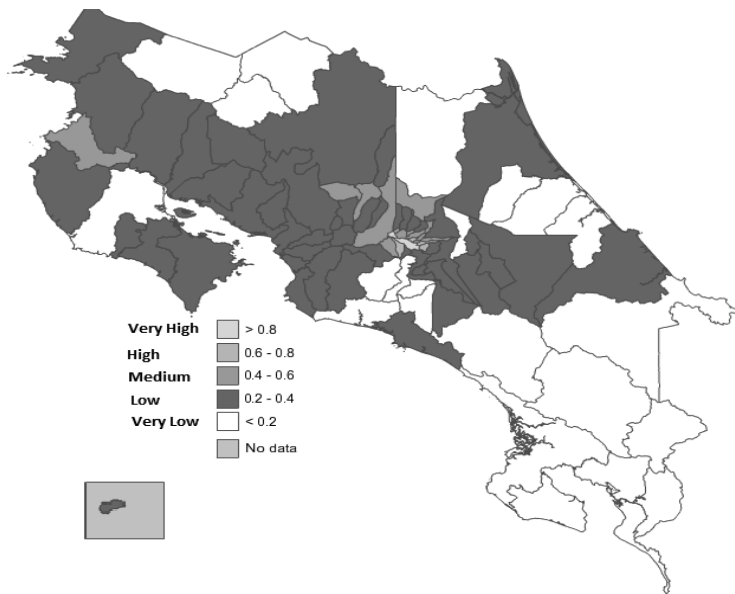 Very High > 0.8
High 0.6 - 0.8
Medium 0.4 - 0.6
Low 0.2 - 0.4
Very Low < 0.2
No data